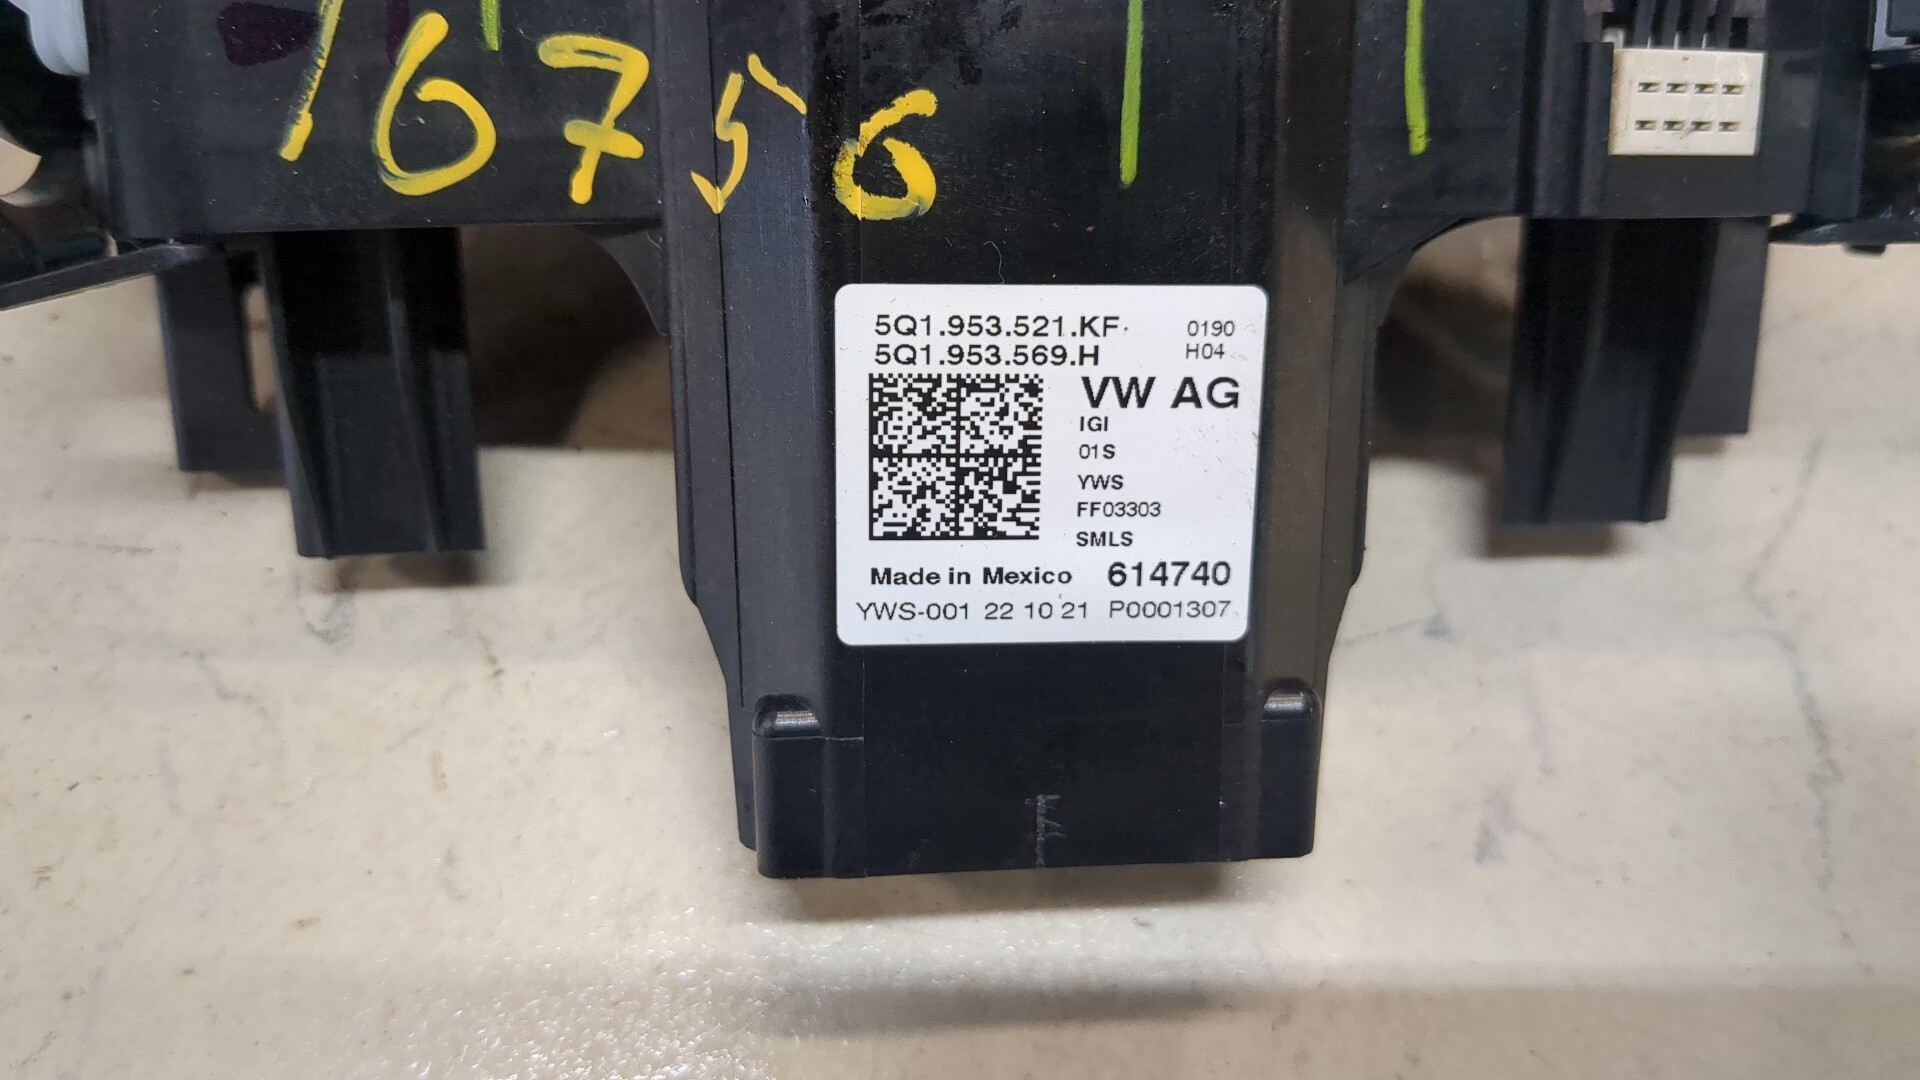 16756
5Q1.953.521.KF. 0190
5Q1.953.569.H H04
VW AG
IGI
01S
YWS
FF03303
SMLS
Made in Mexico 614740
YWS-001 22 10 21 P0001307